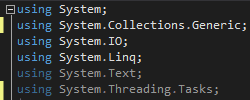 using System;
using System.Collections.Generic;
using System.IO;
using System.Linq;
using System.Text;
using System.Threading.Tasks;